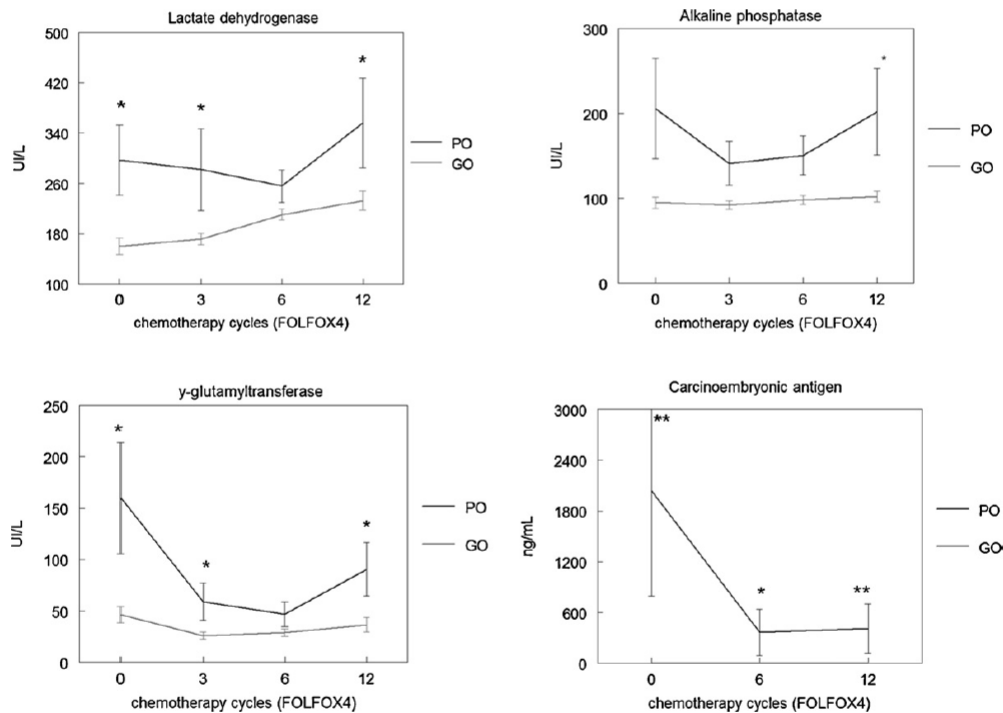 Lactate dehydrogenase
500
420
340
260
180
100
UI/L
* * *
0 3 6 12
chemotherapy cycles (FOLFOX4)
PO
GO
Alkaline phosphatase
300
200
100
0
UI/L
*
0 3 6 12
chemotherapy cycles (FOLFOX4)
PO
GO
y-glutamyltransferase
250
200
150
100
50
0
UI/L
* * *
0 3 6 12
chemotherapy cycles (FOLFOX4)
PO
GO
Carcinoembryonic antigen
3000
2400
1800
1200
600
0
ng/mL
** * **
0 6 12
chemotherapy cycles (FOLFOX4)
PO
GO